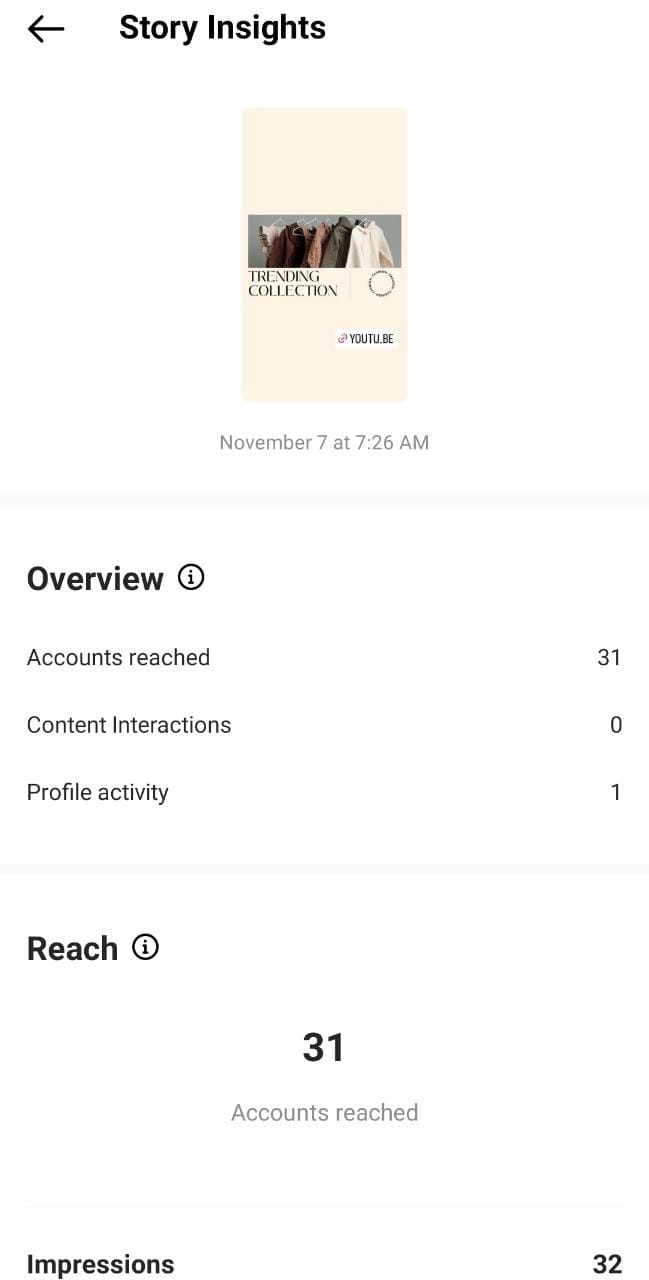 Story Insights
TRENDING
COLLECTION
YOUTU.BE
November 7 at 7:26 AM
Overview
Accounts reached 31
Content Interactions 0
Profile activity 1
Reach
31
Accounts reached
Impressions 32